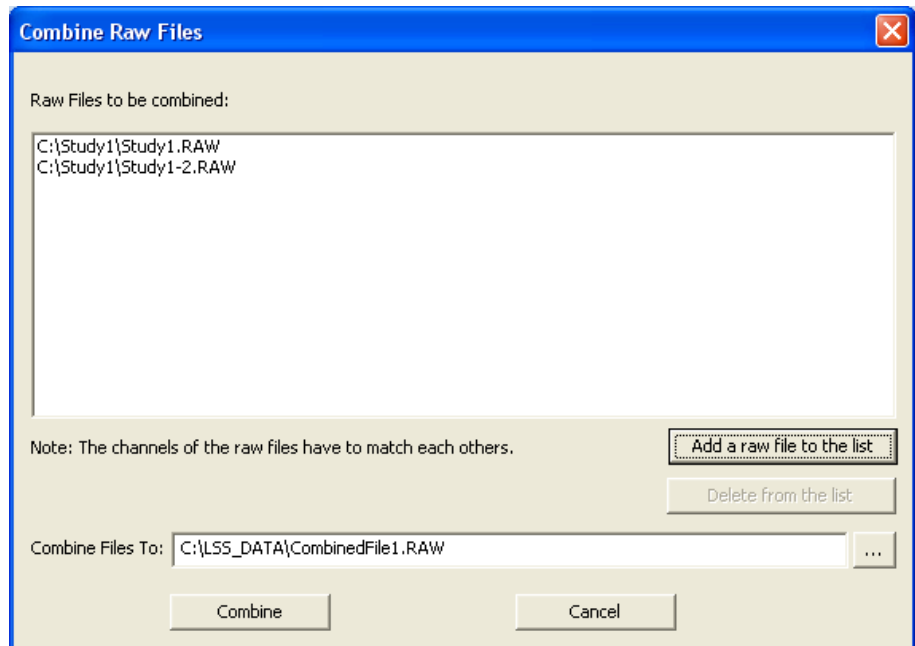 Combine Raw Files
Raw Files to be combined:
C:\Study1\Study1.RAW
C:\Study1\Study1-2.RAW
Note: The channels of the raw files have to match each others.
Add a raw file to the list
Delete from the list
Combine Files To: C:\LSS_DATA\CombinedFile1.RAW ...
Combine Cancel